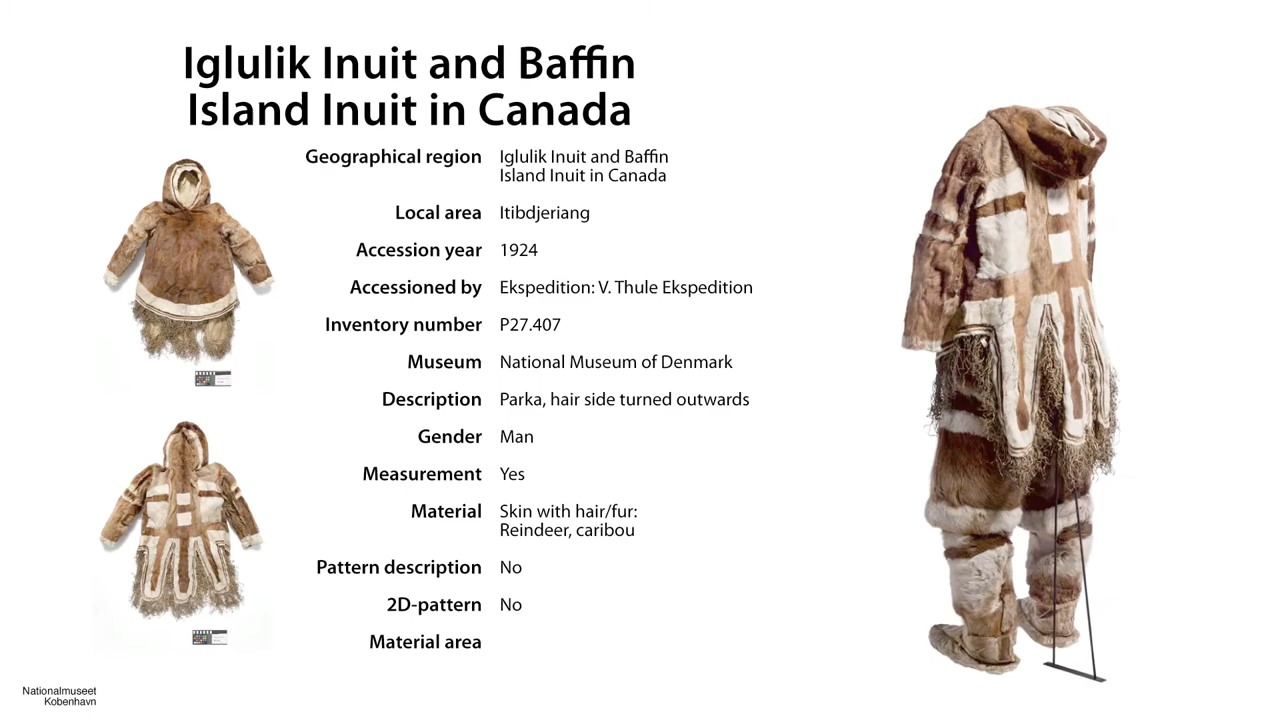 Iglulik Inuit and Baffin
Island Inuit in Canada
Geographical region Iglulik Inuit and Baffin
Island Inuit in Canada
Local area Itibdjeriang
Accession year 1924
Accessioned by Ekspedition: V. Thule Ekspedition
Inventory number P27.407
Museum National Museum of Denmark
Description Parka, hair side turned outwards
Gender Man
Measurement Yes
Material Skin with hair/fur:
Reindeer, caribou
Pattern description No
2D-pattern No
Material area
Nationalmuseet
Kobenhavn